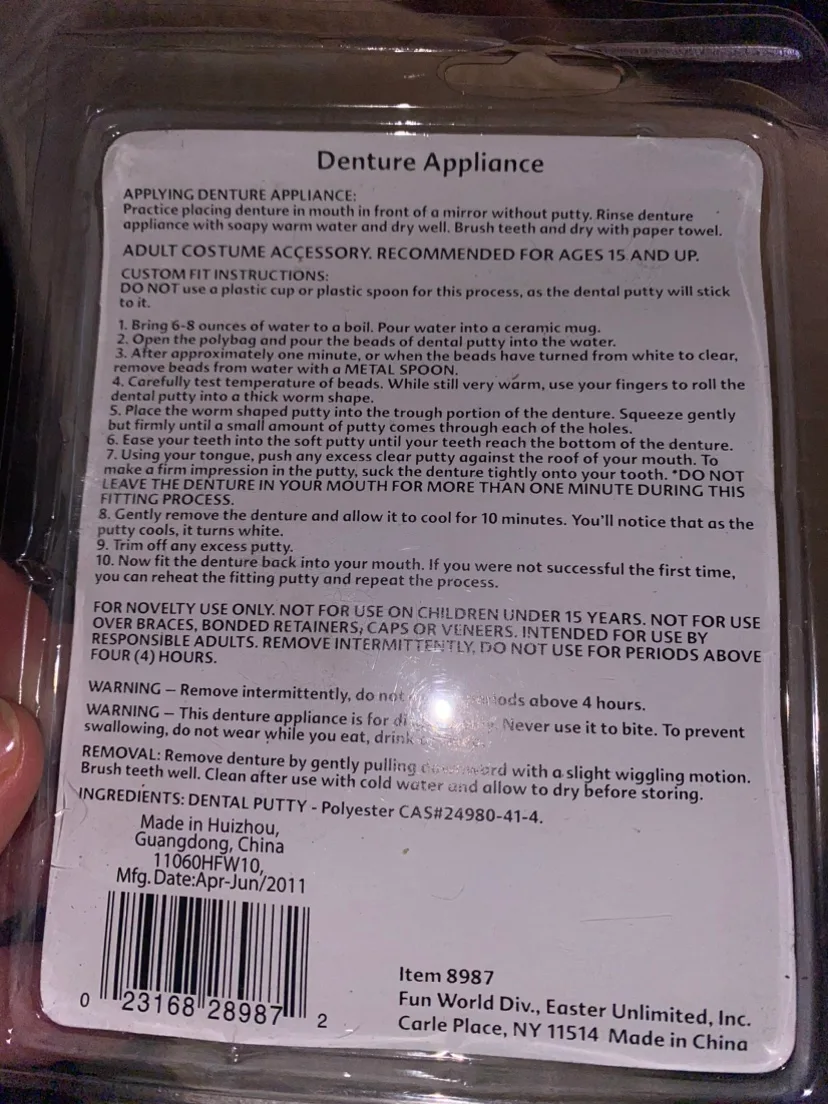 Denture Appliance
APPLYING DENTURE APPLIANCE:
Practice placing denture in mouth in front of a mirror without putty. Rinse denture
appliance with soapy warm water and dry well. Brush teeth and dry with paper towel.
ADULT COSTUME ACCESSORY. RECOMMENDED FOR AGES 15 AND UP.
CUSTOM FIT INSTRUCTIONS:
DO NOT use a plastic cup or plastic spoon for this process, as the dental putty will stick
to it.
1. Bring 6-8 ounces of water to a boil. Pour water into a ceramic mug.
2. Open the polybag and pour the beads of dental putty into the water.
3. After approximately one minute, or when the beads have turned from white to clear,
remove beads from water with a METAL SPOON.
4. Carefully test temperature of beads. While still very warm, use your fingers to roll the
dental putty into a thick worm shape.
5. Place the worm shaped putty into the trough portion of the denture. Squeeze gently
but firmly until a small amount of putty comes through each of the holes.
6. Ease your teeth into the soft putty until your teeth reach the bottom of the denture.
7. Using your tongue, push any excess clear putty against the roof of your mouth. To
make a firm impression in the putty, suck the denture tightly onto your tooth. *DO NOT
LEAVE THE DENTURE IN YOUR MOUTH FOR MORE THAN ONE MINUTE DURING THIS
FITTING PROCESS.
8. Gently remove the denture and allow it to cool for 10 minutes. You'll notice that as the
putty cools, it turns white.
9. Trim off any excess putty.
10. Now fit the denture back into your mouth. If you were not successful the first time,
you can reheat the fitting putty and repeat the process.
FOR NOVELTY USE ONLY. NOT FOR USE ON CHILDREN UNDER 15 YEARS. NOT FOR USE
OVER BRACES, BONDED RETAINERS, CAPS OR VENEERS. INTENDED FOR USE BY
RESPONSIBLE ADULTS. REMOVE INTERMITTENTLY, DO NOT USE FOR PERIODS ABOVE
FOUR (4) HOURS.
WARNING – Remove intermittently, do not above 4 hours.
WARNING – This denture appliance is for Never use it to bite. To prevent
swallowing, do not wear while you eat, drink
REMOVAL: Remove denture by gently pulling downward with a slight wiggling motion.
Brush teeth well. Clean after use with cold water and allow to dry before storing.
INGREDIENTS: DENTAL PUTTY - Polyester CAS#24980-41-4.
Made in Huizhou,
Guangdong, China
11060HFW10,
Mfg. Date:Apr-Jun/2011
0 23168 28987 2
Item 8987
Fun World Div., Easter Unlimited, Inc.
Carle Place, NY 11514 Made in China